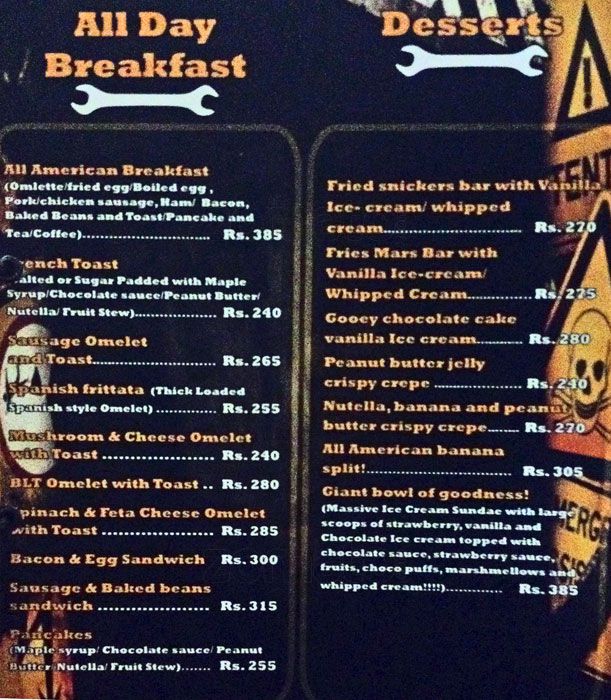 All Day
Breakfast
All American Breakfast
(Omlette/fried egg/Boiled egg ,
Pork/chicken sausage, Ham/ Bacon,
Baked Beans and Toast/Pancake and
Tea/Coffee)............................... Rs. 385
ench Toast
alted or Sugar Padded with Maple
Syrup/Chocolate sauce/Peanut Butter/
Nutella/ Fruit Stew).................... Rs. 240
Sausage Omelet
and Toast.............................. Rs. 265
Spanish frittata (Thick Loaded
Spanish style Omelet) .............. Rs. 255
Mushroom & Cheese Omelet
with Toast ...................... Rs. 240
BLT Omelet with Toast .. Rs. 280
pinach & Feta Cheese Omelet
with Toast ...................... Rs. 285
Bacon & Egg Sandwich Rs. 300
Sausage & Baked beans
sandwich ...................... Rs. 315
Pancakes
(Maple syrup/ Chocolate sauce/ Peanut
Butter/Nutella/ Fruit Stew)....... Rs. 255
Desserts
Fried snickers bar with Vanilla
Ice- cream/ whipped
cream................................. Rs. 270
Fries Mars Bar with
Vanilla Ice-cream/
Whipped Cream............... Rs. 275
Gooey chocolate cake
vanilla Ice cream........... Rs. 280
Peanut butter jelly
crispy crepe .................... Rs. 240
Nutella, banana and peanut
butter crispy crepe........ Rs. 270
All American banana
split!.................................. Rs. 305
Giant bowl of goodness!
(Massive Ice Cream Sundae with large
scoops of strawberry, vanilla and
Chocolate Ice cream topped with
chocolate sauce, strawberry sauce,
fruits, choco puffs, marshmellows and
whipped cream!!!!).............. Rs. 385
TENT
MERG